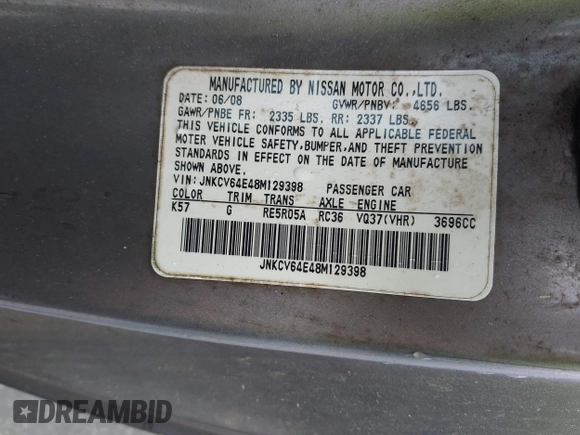 MANUFACTURED BY NISSAN MOTOR CO.,LTD.
DATE: 06/08 GVWR/PNBV: 4656 LBS.
GAWR/PNBE FR: 2335 LBS. RR: 2337 LBS.
THIS VEHICLE CONFORMS TO ALL APPLICABLE FEDERAL
MOTOR VEHICLE SAFETY,BUMPER,AND THEFT PREVENTION
STANDARDS IN EFFECT ON THE DATE OF MANUFACTURE
SHOWN ABOVE.
VIN:JNKCV64E48M129398 PASSENGER CAR
COLOR TRIM TRANS AXLE ENGINE
K57 G RE5R05A RC36 VQ37(VHR) 3696CC
JNKCV64E48M129398
DREAMBID